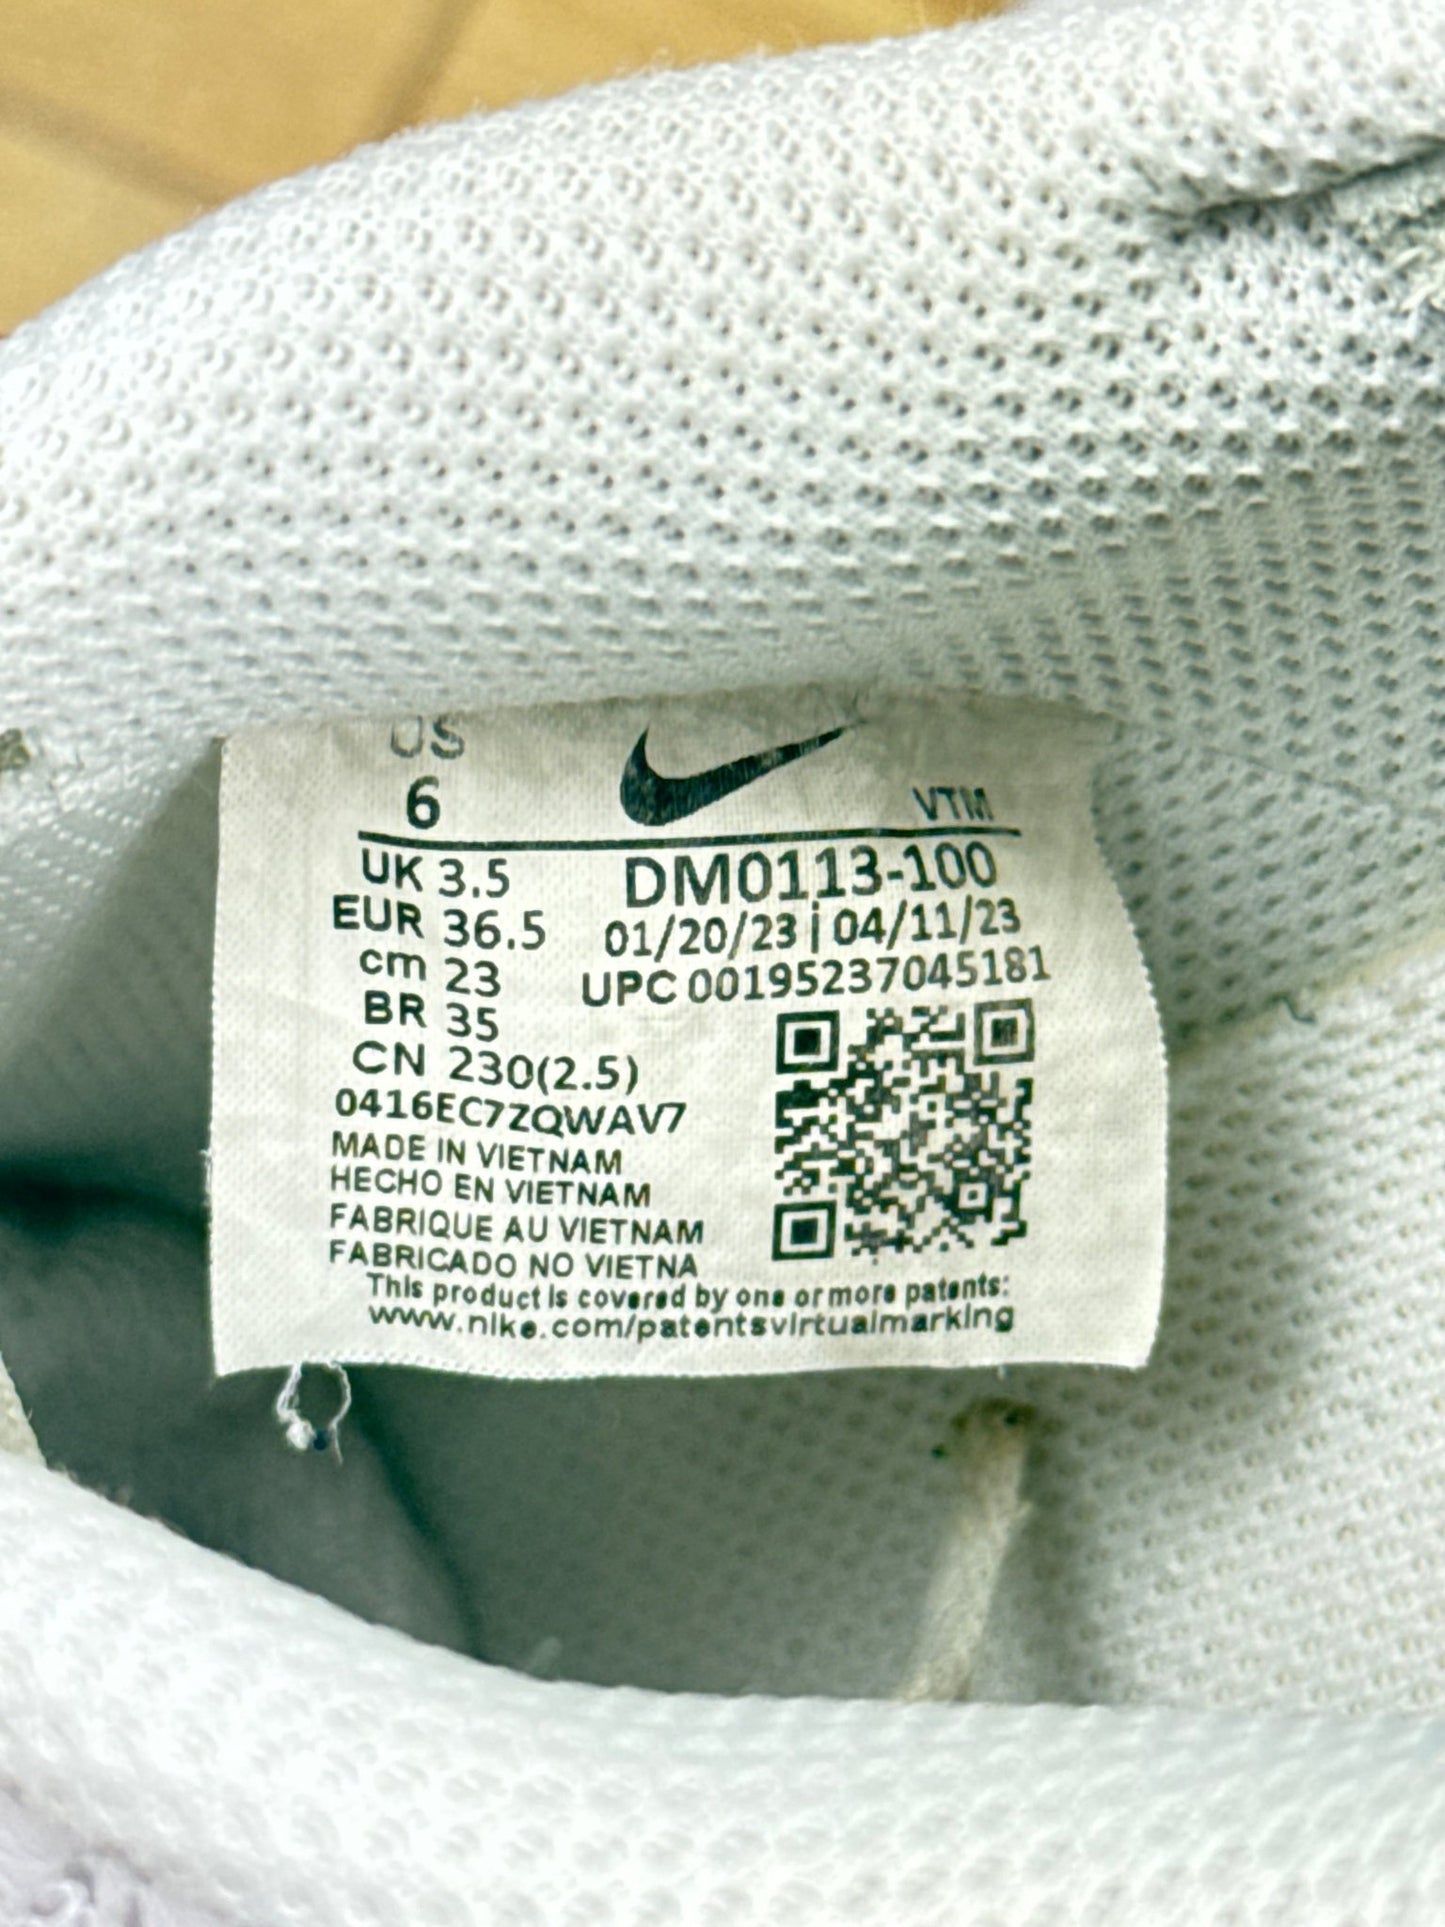 US
6
VTM
UK 3.5
DM0113-100
EUR 36.5
01/20/23 | 04/11/23
cm 23
UPC 00195237045181
BR 35
CN 230(2.5)
0416EC7ZQWAV7
MADE IN VIETNAM
HECHO EN VIETNAM
FABRIQUE AU VIETNAM
FABRICADO NO VIETNA
This product is covered by one or more patents:
www.nike.com/patentsvirtualmarking